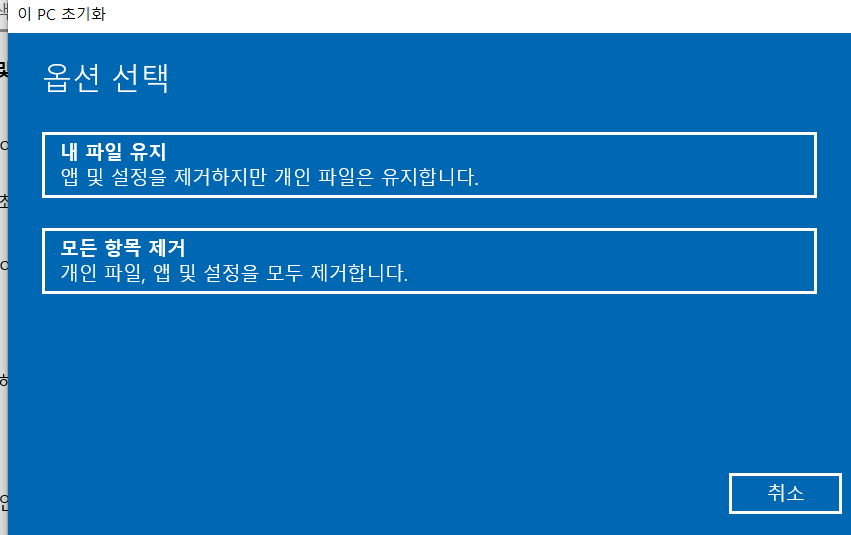 이 PC 초기화
옵션 선택
내 파일 유지
앱 및 설정을 제거하지만 개인 파일은 유지합니다.
모든 항목 제거
개인 파일, 앱 및 설정을 모두 제거합니다.
취소